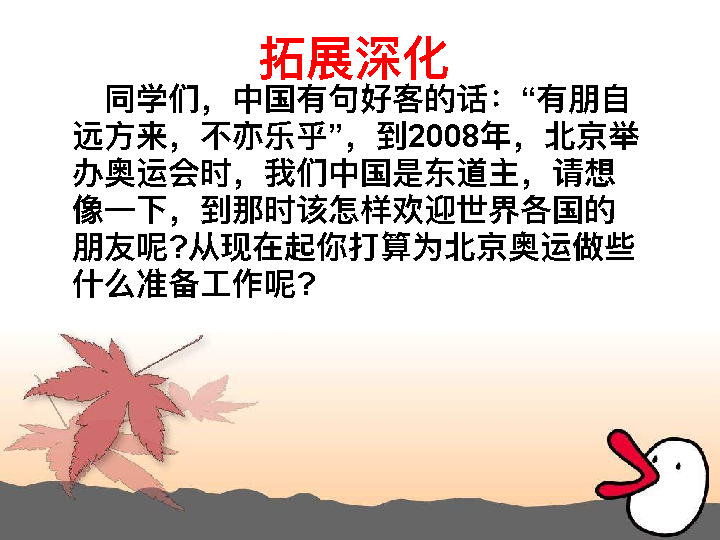 拓展深化
同学们，中国有句好客的话：“有朋自
远方来，不亦乐乎”，到2008年，北京举
办奥运会时，我们中国是东道主，请想
像一下，到那时该怎样欢迎世界各国的
朋友呢?从现在起你打算为北京奥运做些
什么准备工作呢?